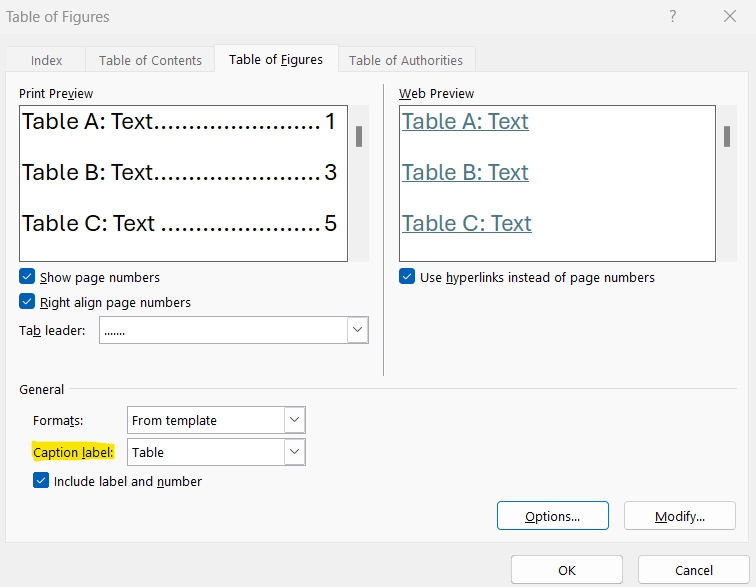 Table of Figures ?
Index Table of Contents Table of Figures Table of Authorities
Print Preview
Table A: Text........................ 1
Table B: Text........................ 3
Table C: Text ....................... 5
Show page numbers
Right align page numbers
Tab leader: .......
Web Preview
Table A: Text
Table B: Text
Table C: Text
Use hyperlinks instead of page numbers
General
Formats: From template
Caption label: Table
Include label and number
Options... Modify...
OK Cancel